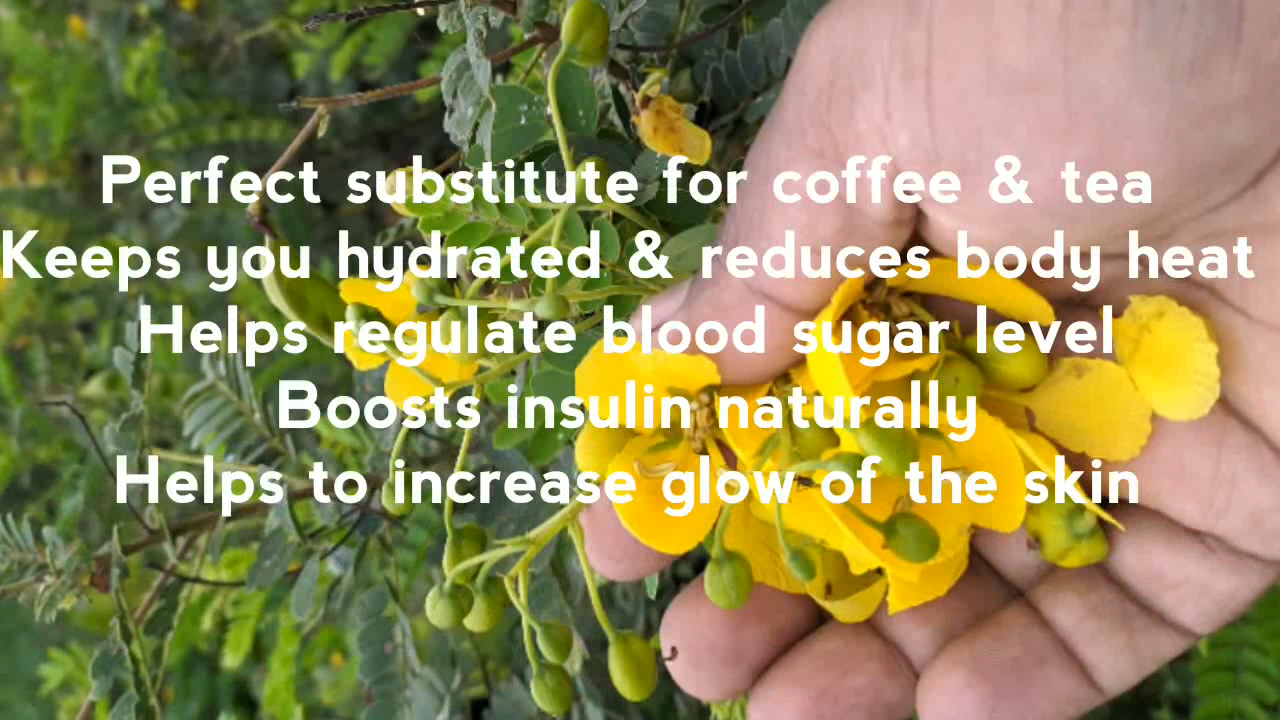 Perfect substitute for coffee & tea
Keeps you hydrated & reduces body heat
Helps regulate blood sugar level
Boosts insulin naturally
Helps to increase glow of the skin